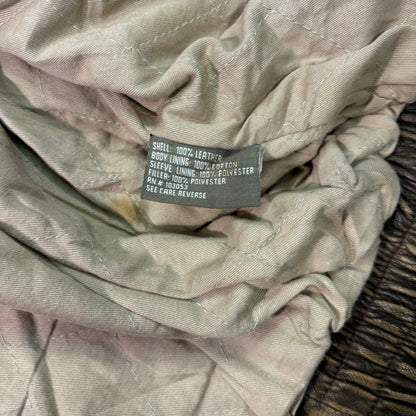 SHELL: 100% LEATHER
BODY LINING: 100% COTTON
SLEEVE LINING: 100% POLYESTER
FILLER: 100% POLYESTER
RN # 103053
SEE CARE REVERSE